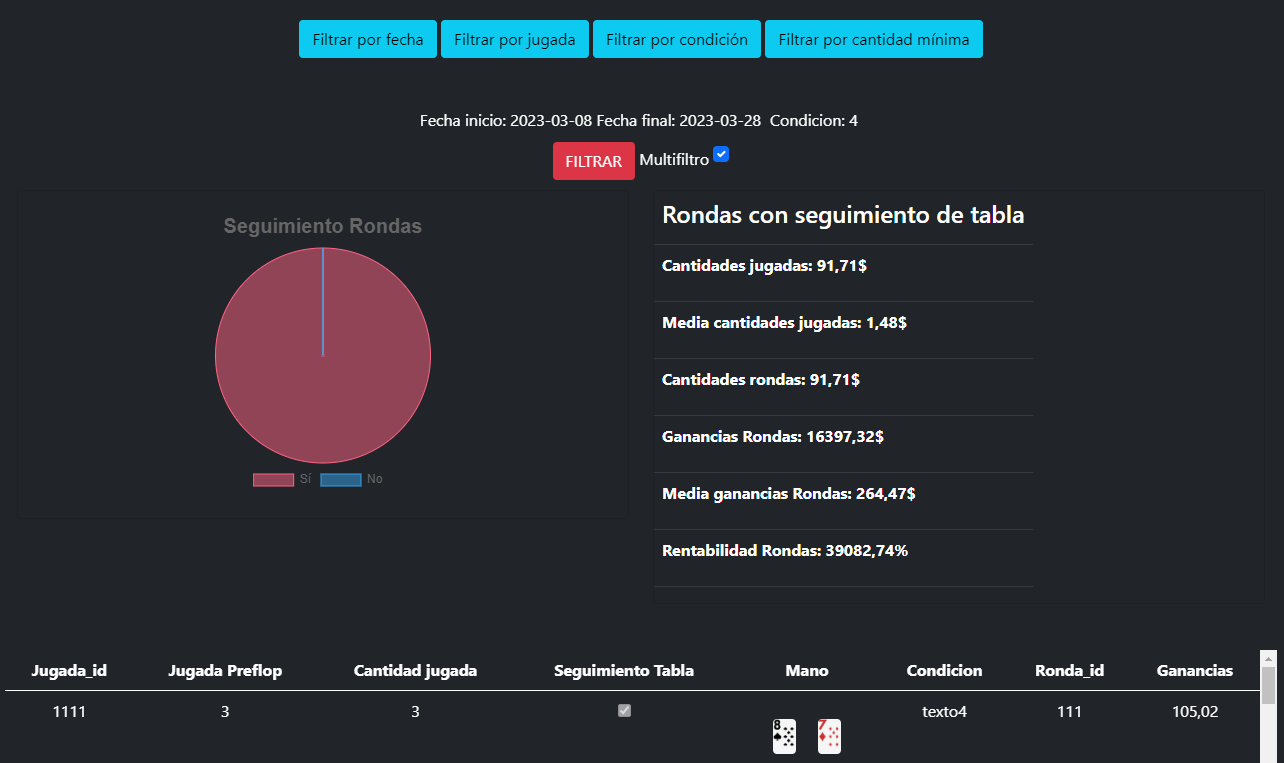 Filtrar por fecha Filtrar por jugada Filtrar por condición Filtrar por cantidad mínima
Fecha inicio: 2023-03-08 Fecha final: 2023-03-28 Condicion: 4
FILTRAR Multifiltro
Seguimiento Rondas
Sí No
Rondas con seguimiento de tabla
Cantidades jugadas: 91,71$
Media cantidades jugadas: 1,48$
Cantidades rondas: 91,71$
Ganancias Rondas: 16397,32$
Media ganancias Rondas: 264,47$
Rentabilidad Rondas: 39082,74%
Jugada_id Jugada Preflop Cantidad jugada Seguimiento Tabla Mano Condicion Ronda_id Ganancias
1111 3 3 texto4 111 105,02
8 7